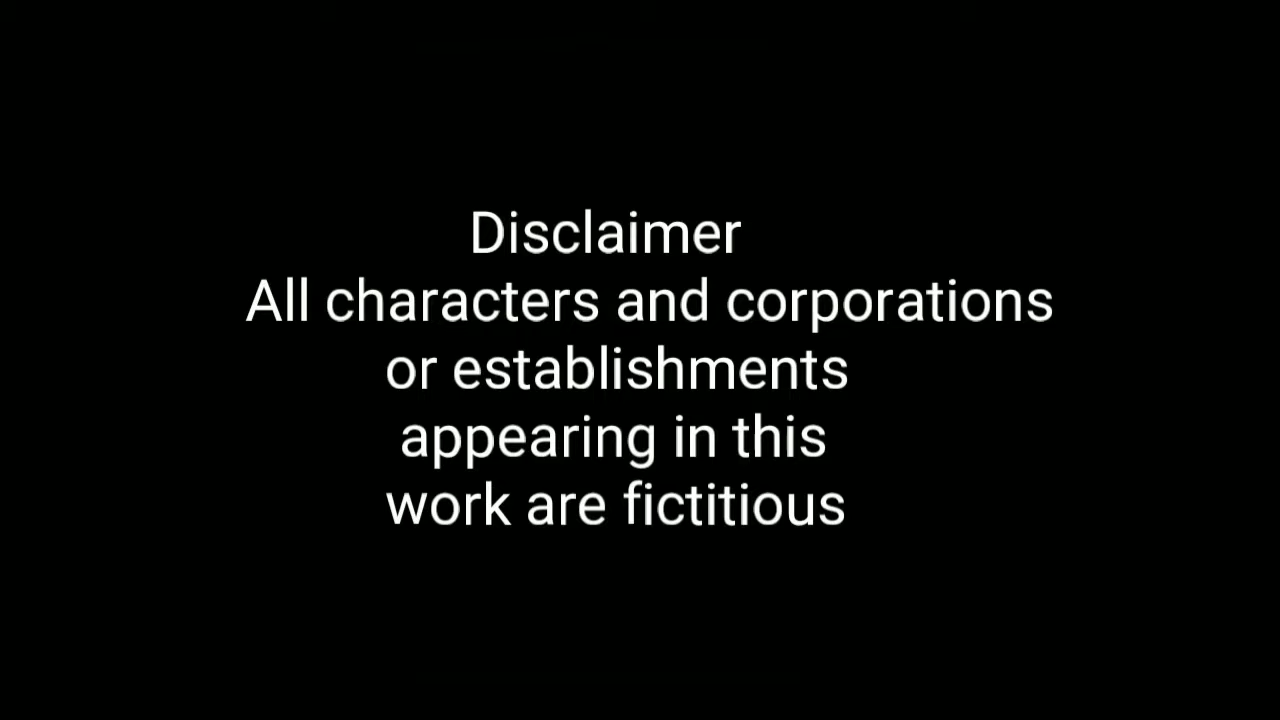 Disclaimer
All characters and corporations
or establishments
appearing in this
work are fictitious